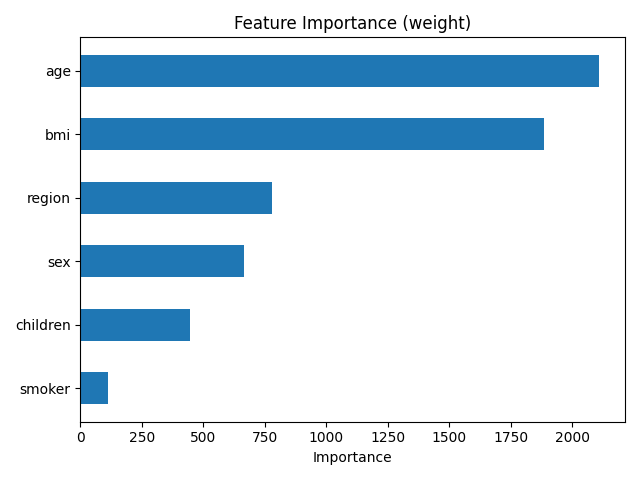 Feature Importance (weight)
age
bmi
region
sex
children
smoker
0 250 500 750 1000 1250 1500 1750 2000
Importance